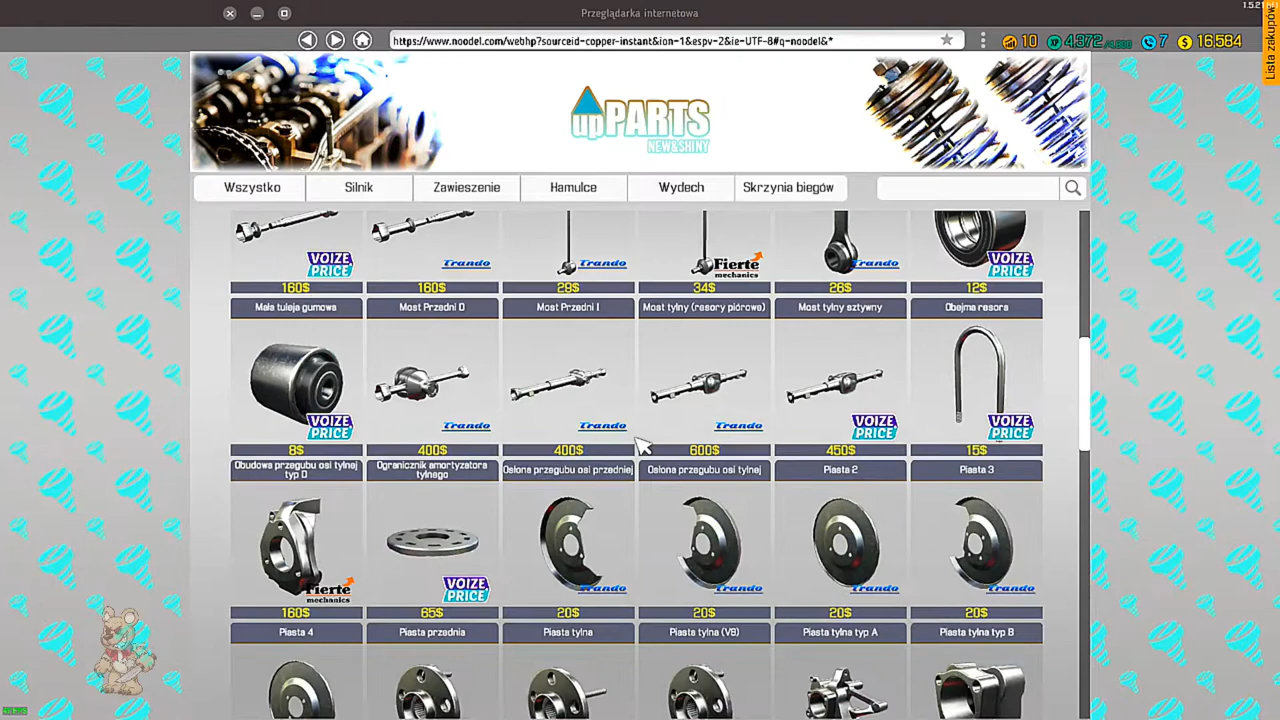 1.5.21
Przeglądarka internetowa
https://www.noodel.com/webhp?sourceid-copper-instant&ion-1&espv-2&ie-UTF-8#q-noodel&*
10
4,372
7
16,584
Lista zakupów
upPARTS
NEW&SHINY
Wszystko
Silnik
Zawieszenie
Hamulce
Wydech
Skrzynia biegów
VOIZE PRICE
Trando
Trando
Fierte mechanics
Trando
VOIZE PRICE
160$
160$
29$
34$
26$
12$
Mała tuleja gumowa
Most Przedni D
Most Przedni I
Most tylny (resory piórowe)
Most tylny sztywny
Obejma resora
VOIZE PRICE
Trando
Trando
Trando
VOIZE PRICE
VOIZE PRICE
8$
400$
400$
600$
450$
15$
Obudowa przegubu osi tylnej typ D
Ogranicznik amortyzatora tylnego
Osłona przegubu osi przedniej
Osłona przegubu osi tylnej
Piasta 2
Piasta 3
Fierte mechanics
VOIZE PRICE
Trando
Trando
Trando
Trando
160$
65$
20$
20$
20$
20$
Piasta 4
Piasta przednia
Piasta tylna
Piasta tylna (V8)
Piasta tylna typ A
Piasta tylna typ B